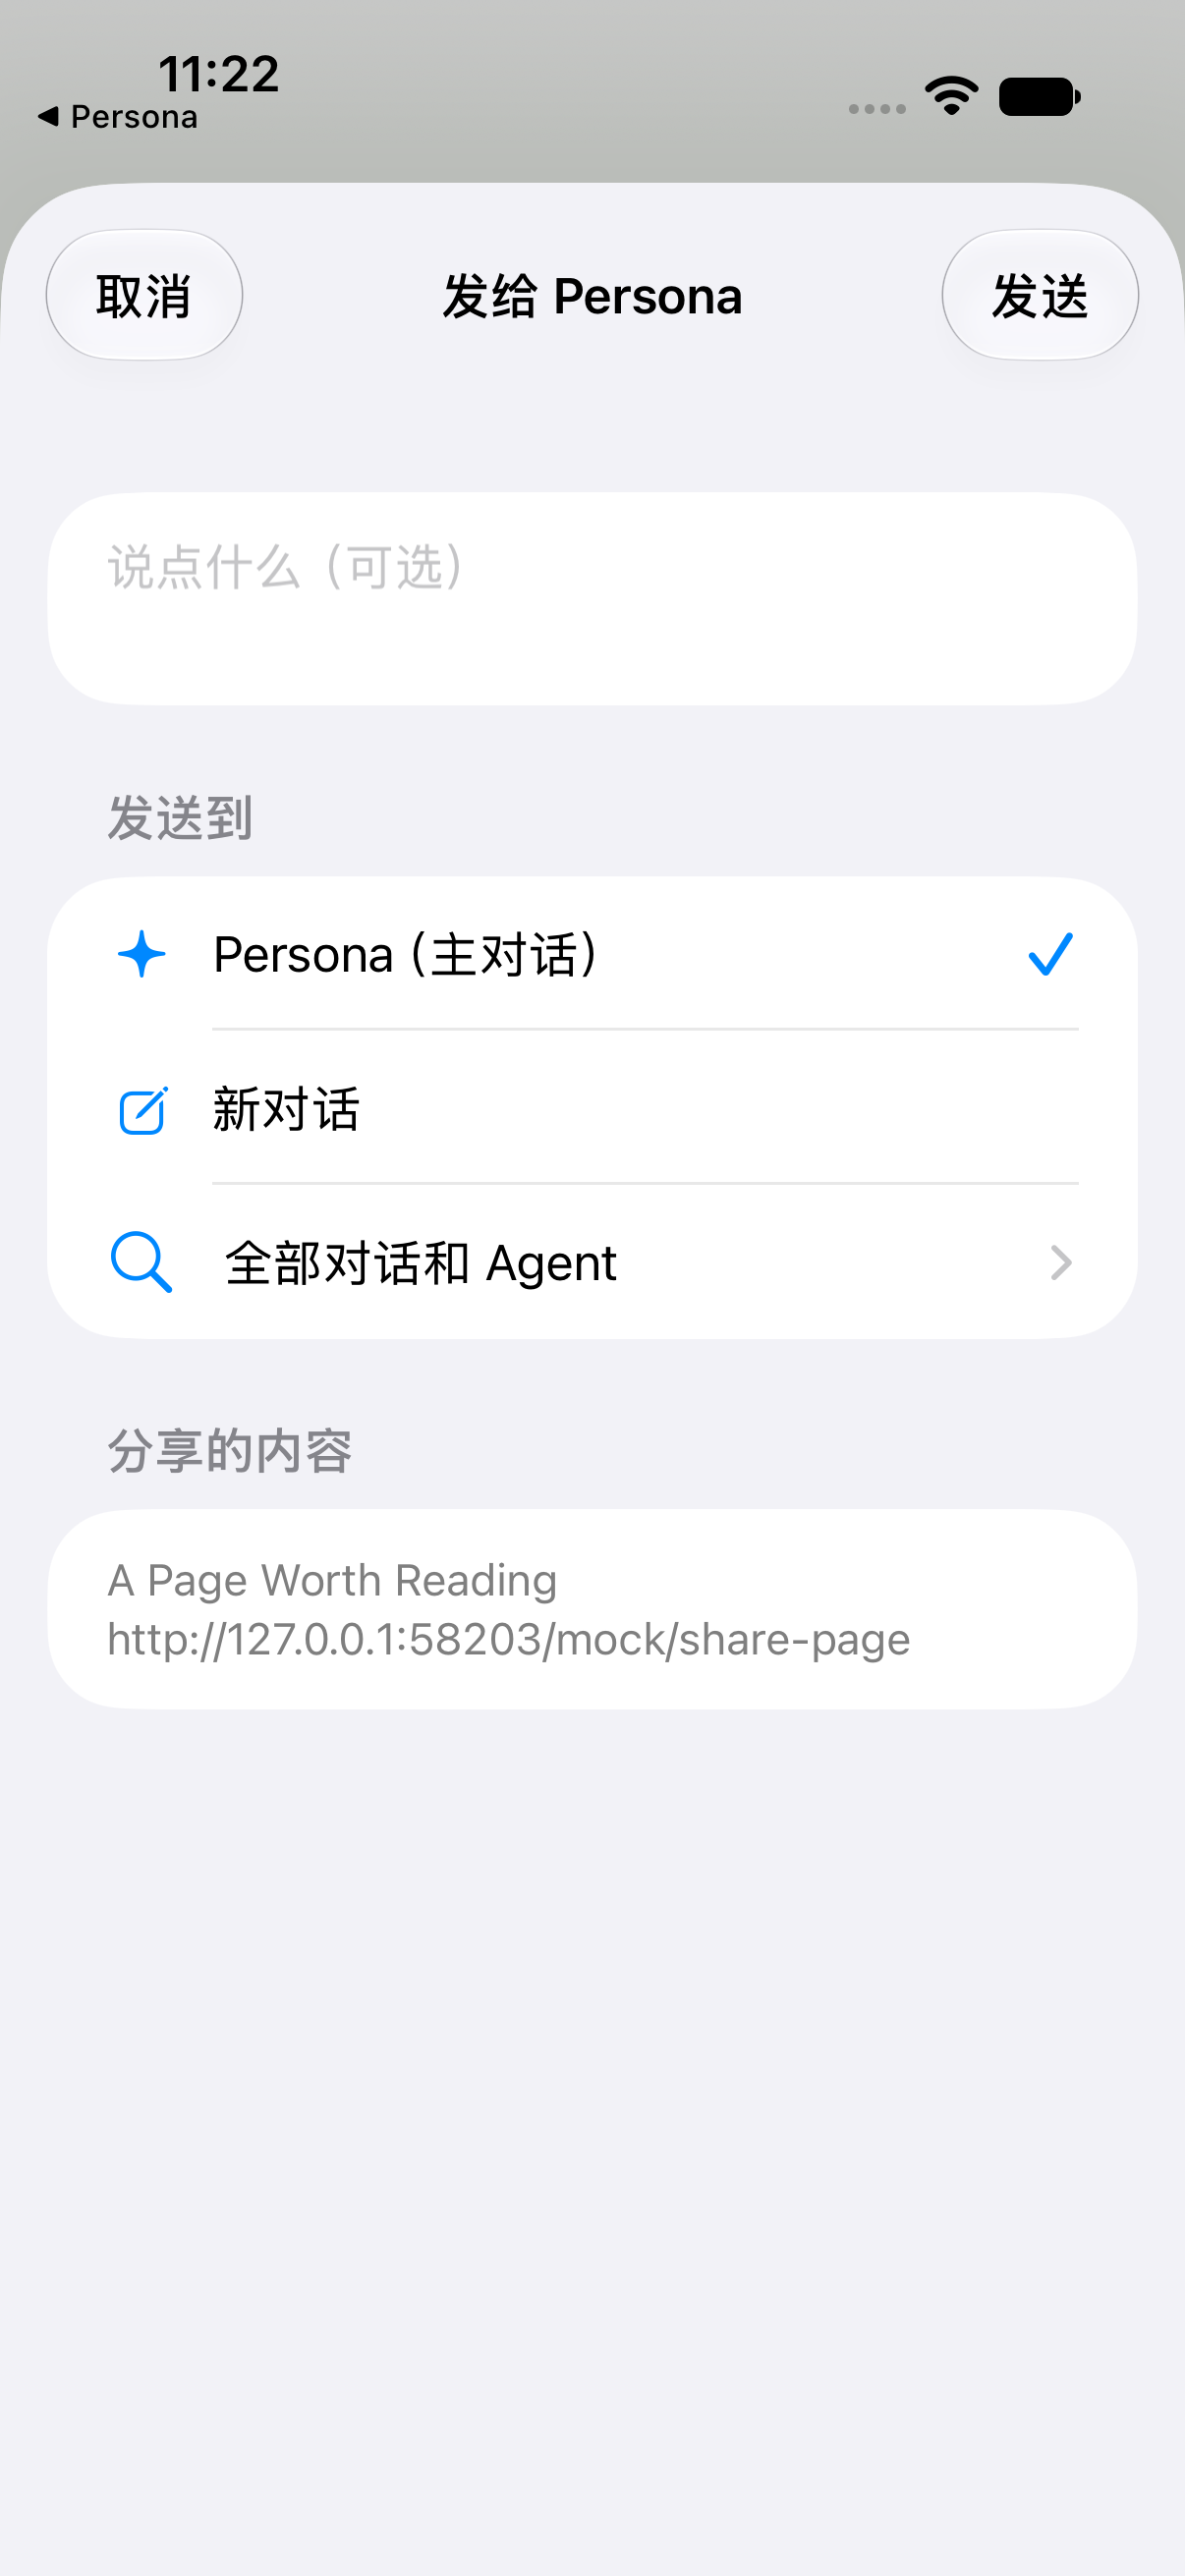 11:22
Persona
取消
发给 Persona
发送
说点什么（可选）
发送到
Persona（主对话）
新对话
全部对话和 Agent
分享的内容
A Page Worth Reading
http://127.0.0.1:58203/mock/share-page